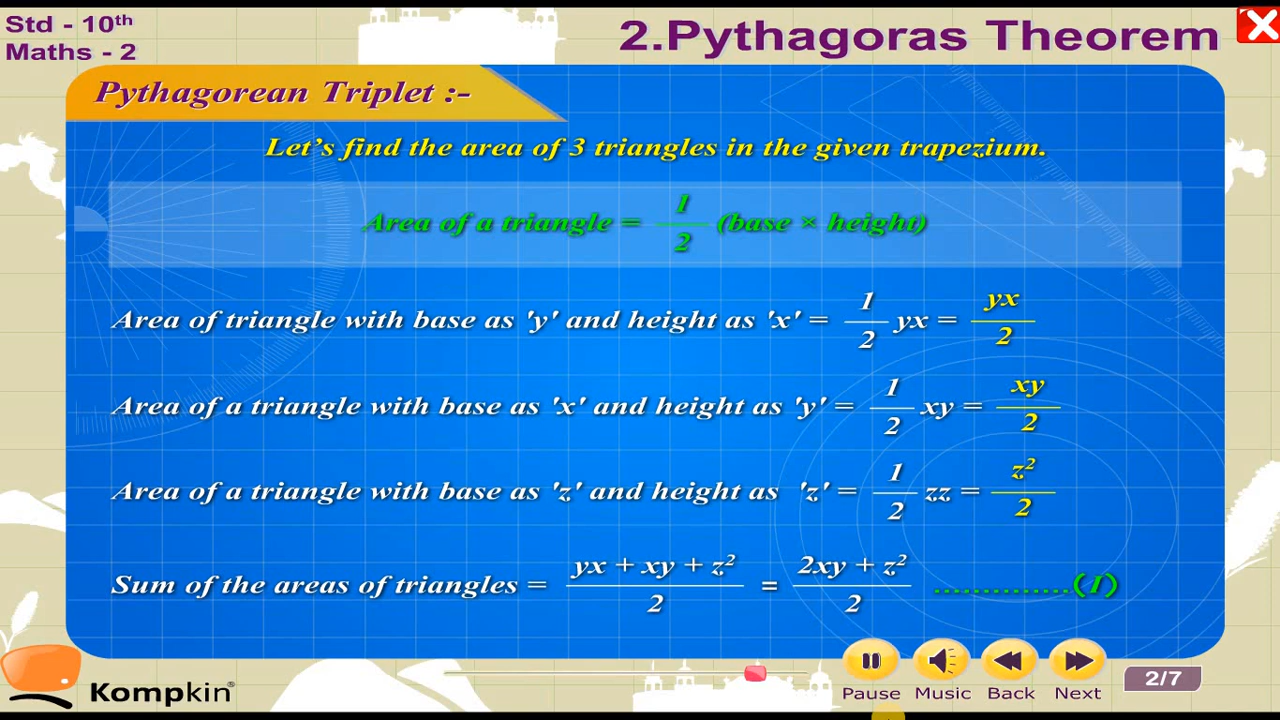 Std - 10th
Maths - 2
2.Pythagoras Theorem
Pythagorean Triplet :-
Let's find the area of 3 triangles in the given trapezium.
Area of a triangle = 1/2 (base × height)
Area of triangle with base as 'y' and height as 'x' = 1/2 yx = yx/2
Area of a triangle with base as 'x' and height as 'y' = 1/2 xy = xy/2
Area of a triangle with base as 'z' and height as 'z' = 1/2 zz = z²/2
Sum of the areas of triangles = yx + xy + z²/2 = 2xy + z²/2 ..............(I)
Kompkin®
Pause Music Back Next
2/7